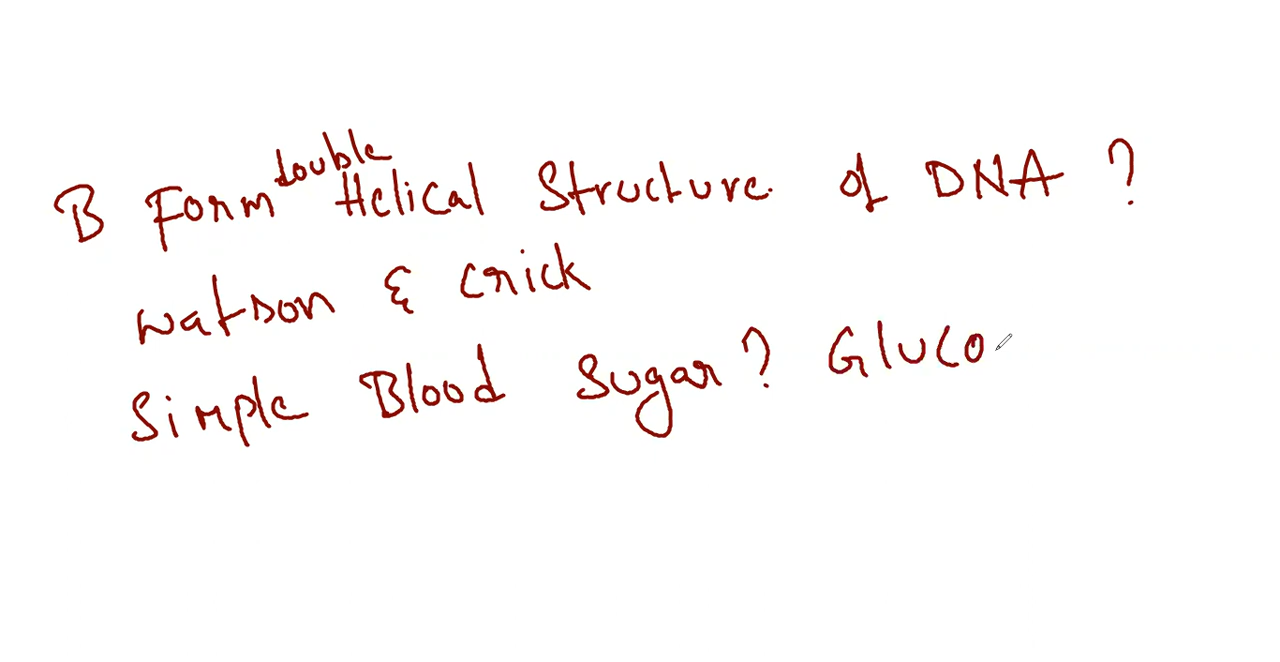 B Form double Helical Structure of DNA ?
Watson & Crick
Simple Blood Sugar ? Gluco